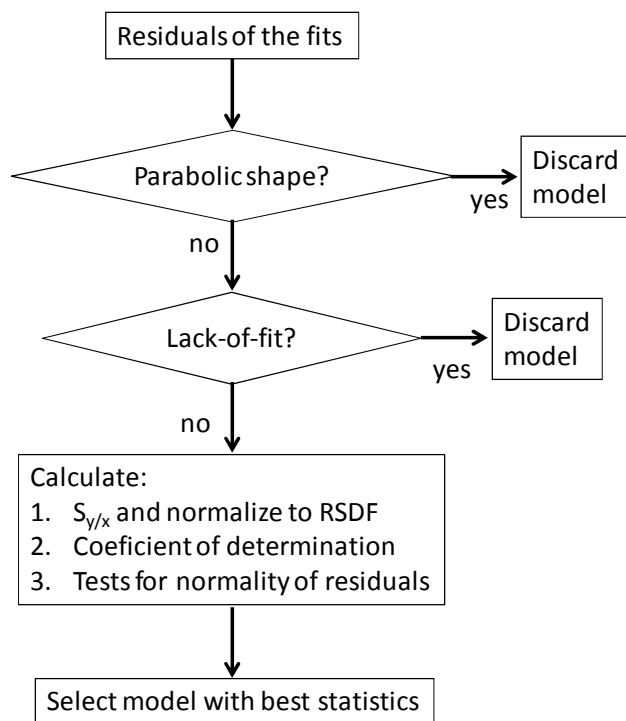 Residuals of the fits
Parabolic shape?
yes
Discard
model
no
Lack-of-fit?
yes
Discard
model
no
Calculate:
1. Sy/x and normalize to RSDF
2. Coeficient of determination
3. Tests for normality of residuals
Select model with best statistics